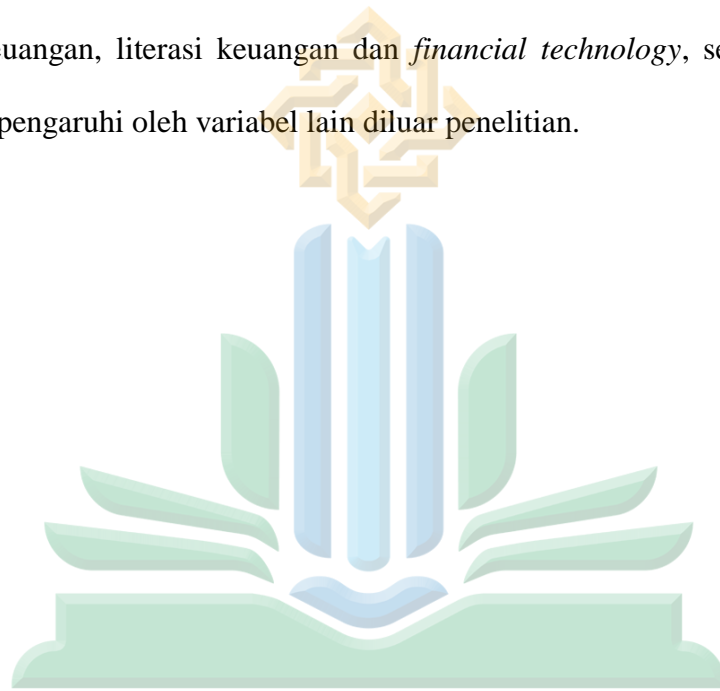 euangan, literasi keuangan dan financial technology, se
pengaruhi oleh variabel lain diluar penelitian.